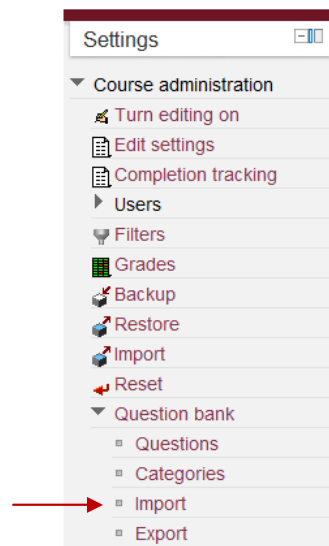 Settings
Course administration
Turn editing on
Edit settings
Completion tracking
Users
Filters
Grades
Backup
Restore
Import
Reset
Question bank
Questions
Categories
Import
Export